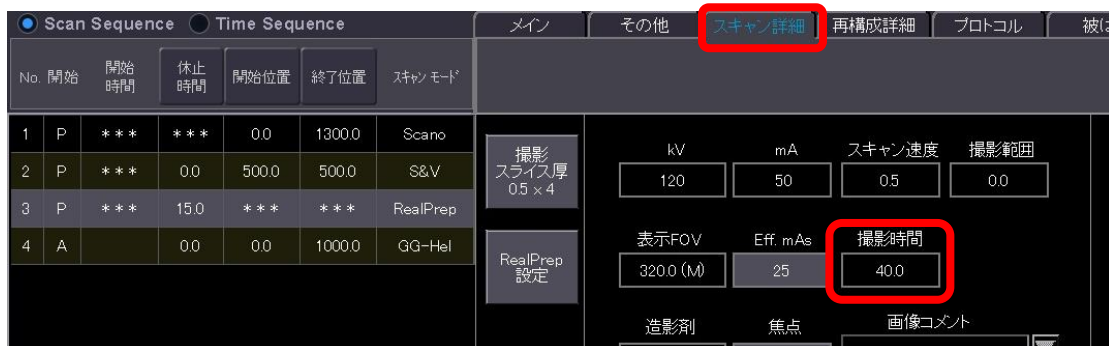 Scan Sequence Time Sequence
メイン その他 スキャン詳細 再構成詳細 プロトコル
No. 開始 開始時間 休止時間 開始位置 終了位置 スキャン モード
1 P *** *** 0.0 1300.0 Scano
2 P *** 0.0 500.0 500.0 S&V
3 P *** 15.0 *** *** RealPrep
4 A 0.0 0.0 1000.0 GG-Hel
撮影
スライス厚
0.5 × 4
RealPrep
設定
kV mA スキャン速度 撮影範囲
120 50 0.5 0.0
表示FOV Eff. mAs 撮影時間
320.0 (M) 25 40.0
造影剤 焦点 画像コメント